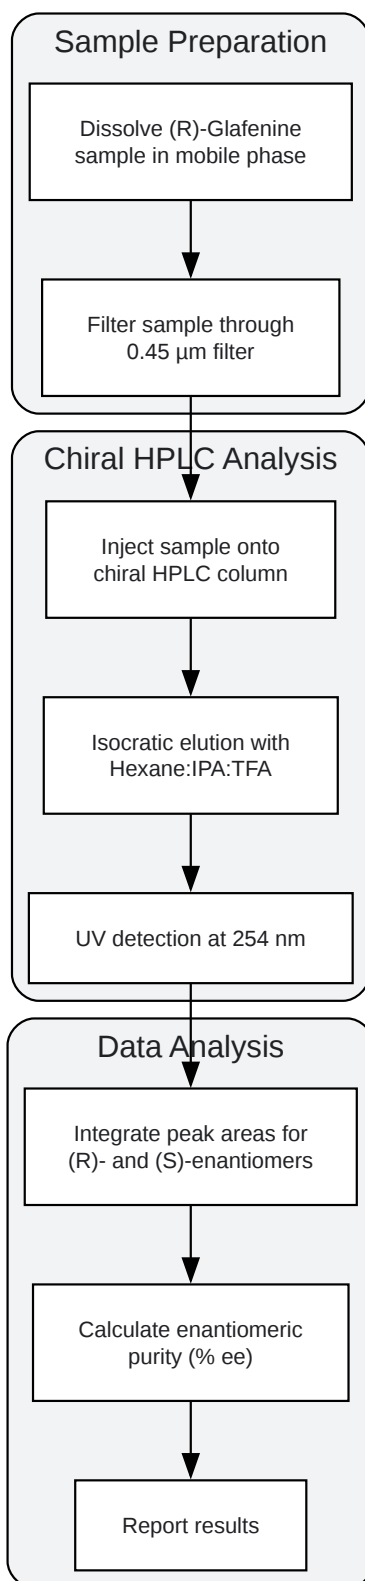 Sample Preparation
Dissolve (R)-Glafenine
sample in mobile phase
Filter sample through
0.45 µm filter
Chiral HPLC Analysis
Inject sample onto
chiral HPLC column
Isocratic elution with
Hexane:IPA:TFA
UV detection at 254 nm
Data Analysis
Integrate peak areas for
(R)- and (S)-enantiomers
Calculate enantiomeric
purity (% ee)
Report results